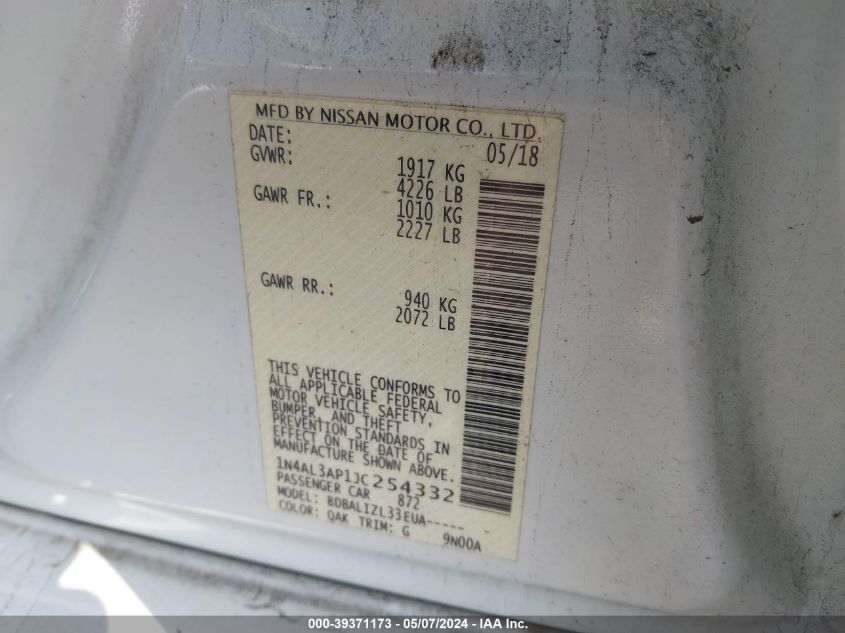 MFD BY NISSAN MOTOR CO., LTD.
DATE: 05/18
GVWR: 1917 KG
4226 LB
GAWR FR.: 1010 KG
2227 LB
GAWR RR.: 940 KG
2072 LB
THIS VEHICLE CONFORMS TO
ALL APPLICABLE FEDERAL
MOTOR VEHICLE SAFETY,
BUMPER, AND THEFT
PREVENTION STANDARDS IN
EFFECT ON THE DATE OF
MANUFACTURE SHOWN ABOVE.
1N4AL3AP1JC254332
PASSENGER CAR 872
MODEL: BDBALIZL33EUA-----  -
COLOR: QAK TRIM: G 9N00A
000-39371173 - 05/07/2024 - IAA Inc.